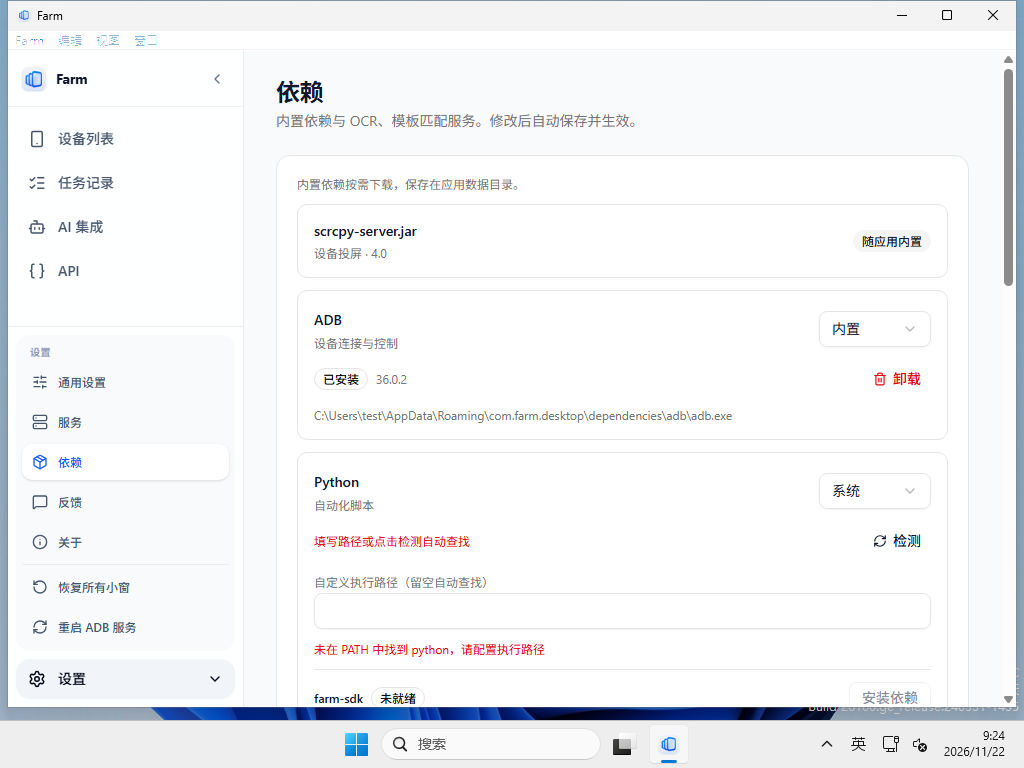 Farm
Farm 编辑 视图 窗口
Farm
设备列表
任务记录
AI 集成
API
设置
通用设置
服务
依赖
反馈
关于
恢复所有小窗
重启 ADB 服务
设置
依赖
内置依赖与 OCR、模板匹配服务。修改后自动保存并生效。
内置依赖按需下载，保存在应用数据目录。
scrcpy-server.jar
设备投屏 · 4.0
随应用内置
ADB
设备连接与控制
内置
已安装 36.0.2
卸载
C:\Users\test\AppData\Roaming\com.farm.desktop\dependencies\adb\adb.exe
Python
自动化脚本
系统
填写路径或点击检测自动查找
检测
自定义执行路径（留空自动查找）
未在 PATH 中找到 python，请配置执行路径
farm-sdk 未就绪
安装依赖
搜索
英
9:24
2026/11/22